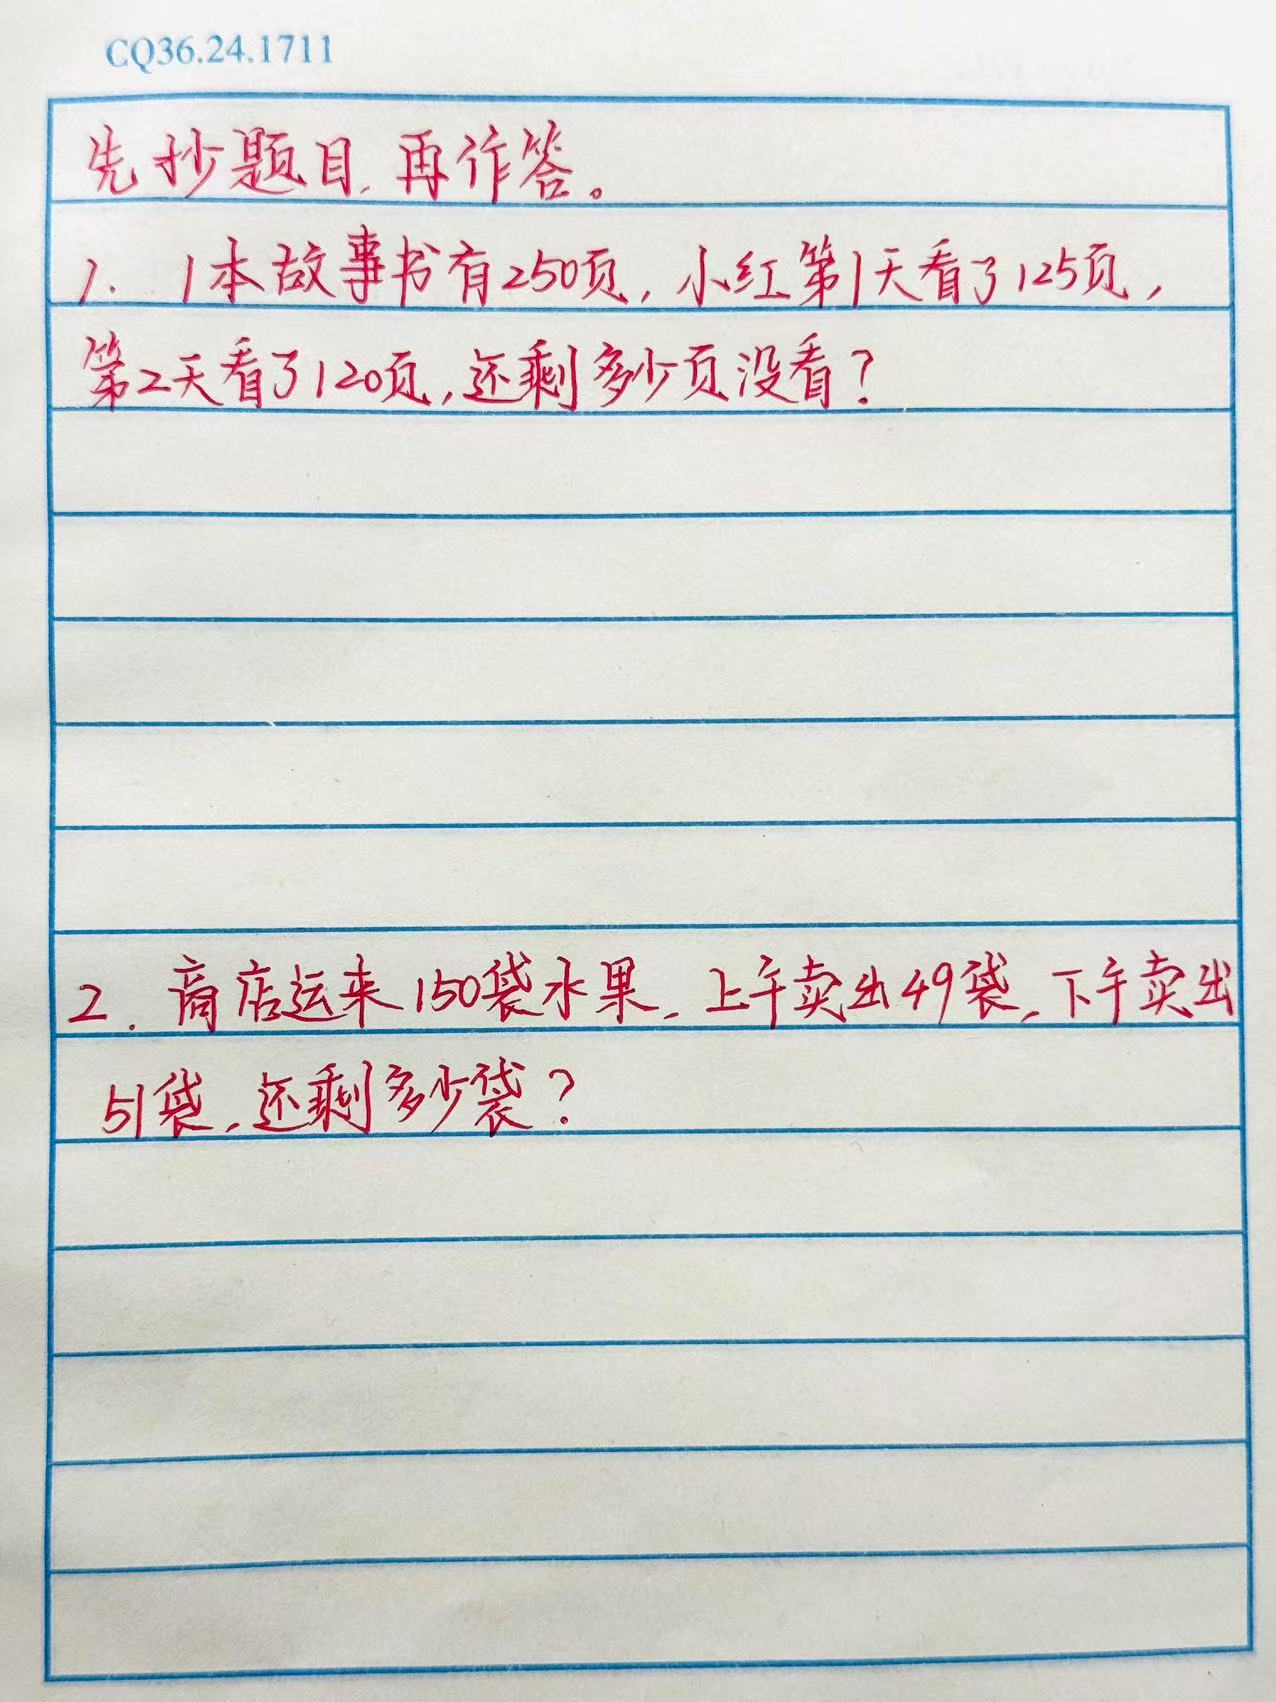 CQ36.24.1711
先抄题目,再作答。
1. 1本故事书有250页,小红第1天看了125页,
第2天看了120页,还剩多少页没看?
2. 商店运来150袋水果,上午卖出49袋,下午卖出
51袋,还剩多少袋?